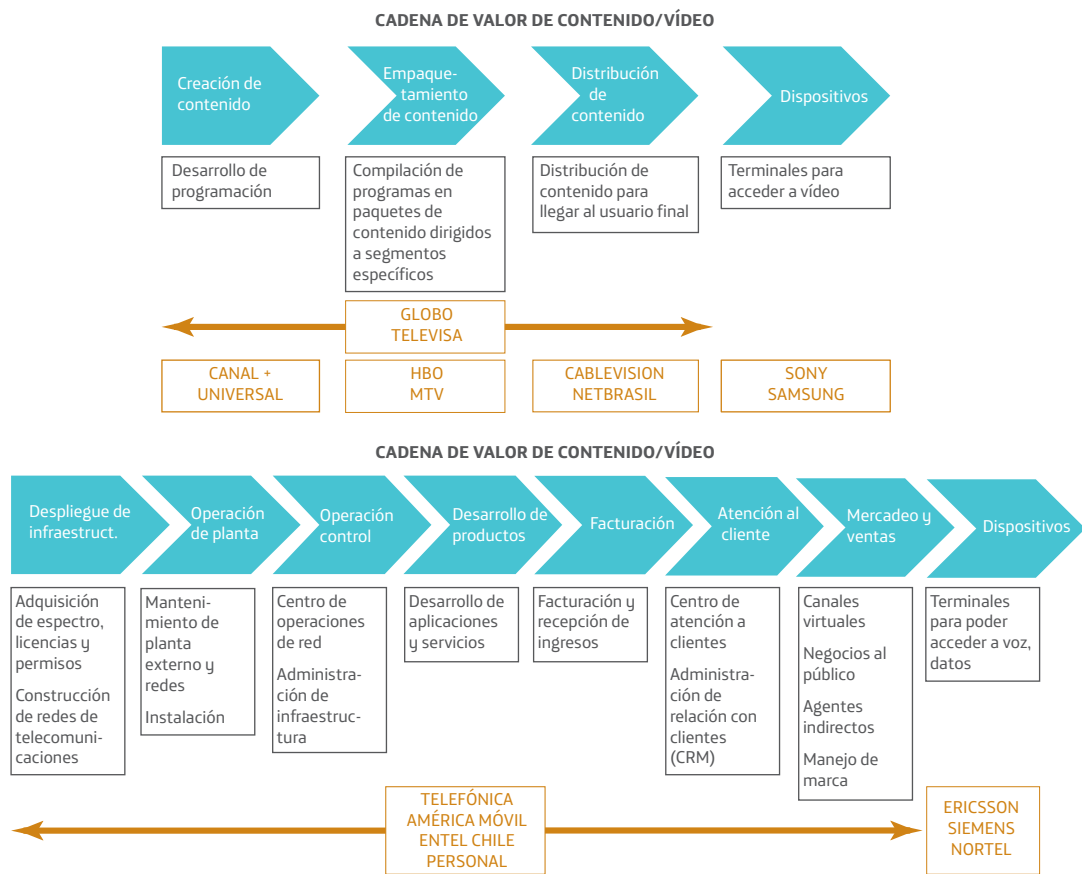 CADENA DE VALOR DE CONTENIDO/VÍDEO
Creación de
contenido
Empaque-
tamiento
de contenido
Distribución
de
contenido
Dispositivos
Desarrollo de
programación
Compilación de
programas en
paquetes de
contenido dirigidos
a segmentos
específicos
Distribución de
contenido para
llegar al usuario final
Terminales para
acceder a vídeo
GLOBO
TELEVISA
CANAL +
UNIVERSAL
HBO
MTV
CABLEVISION
NETBRASIL
SONY
SAMSUNG
CADENA DE VALOR DE CONTENIDO/VÍDEO
Despliegue de
infraestruct.
Operación
de planta
Operación
control
Desarrollo de
productos
Facturación
Atención al
cliente
Mercadeo y
ventas
Dispositivos
Adquisición
de espectro,
licencias y
permisos
Construcción
de redes de
telecomuni-
caciones
Manteni-
miento de
planta
externo y
redes
Instalación
Centro de
operaciones
de red
Administra-
ción de
infraestruc-
tura
Desarrollo de
aplicaciones
y servicios
Facturación y
recepción de
ingresos
Centro de
atención a
clientes
Administra-
ción de
relación con
clientes
(CRM)
Canales
virtuales
Negocios al
público
Agentes
indirectos
Manejo de
marca
Terminales
para poder
acceder a voz,
datos
TELEFÓNICA
AMÉRICA MÓVIL
ENTEL CHILE
PERSONAL
ERICSSON
SIEMENS
NORTEL